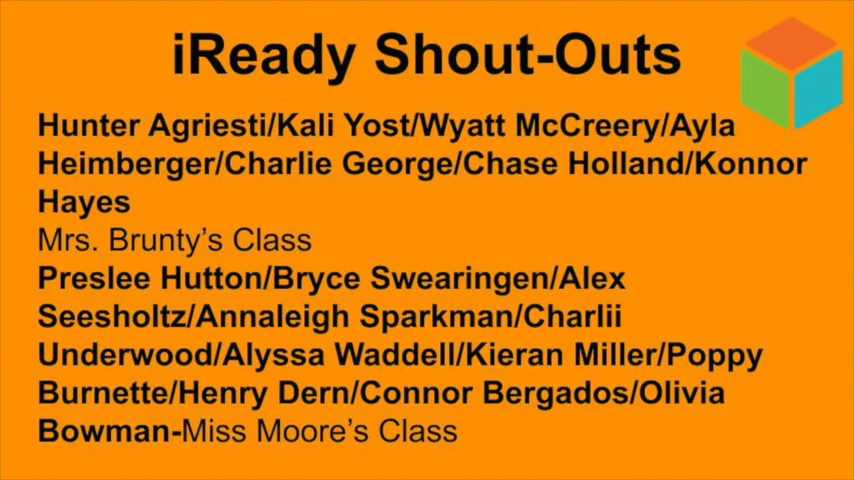 iReady Shout-Outs
Hunter Agriesti/Kali Yost/Wyatt McCreery/Ayla
Heimberger/Charlie George/Chase Holland/Konnor
Hayes
Mrs. Brunty's Class
Preslee Hutton/Bryce Swearingen/Alex
Seesholtz/Annaleigh Sparkman/Charlii
Underwood/Alyssa Waddell/Kieran Miller/Poppy
Burnette/Henry Dern/Connor Bergados/Olivia
Bowman-Miss Moore's Class